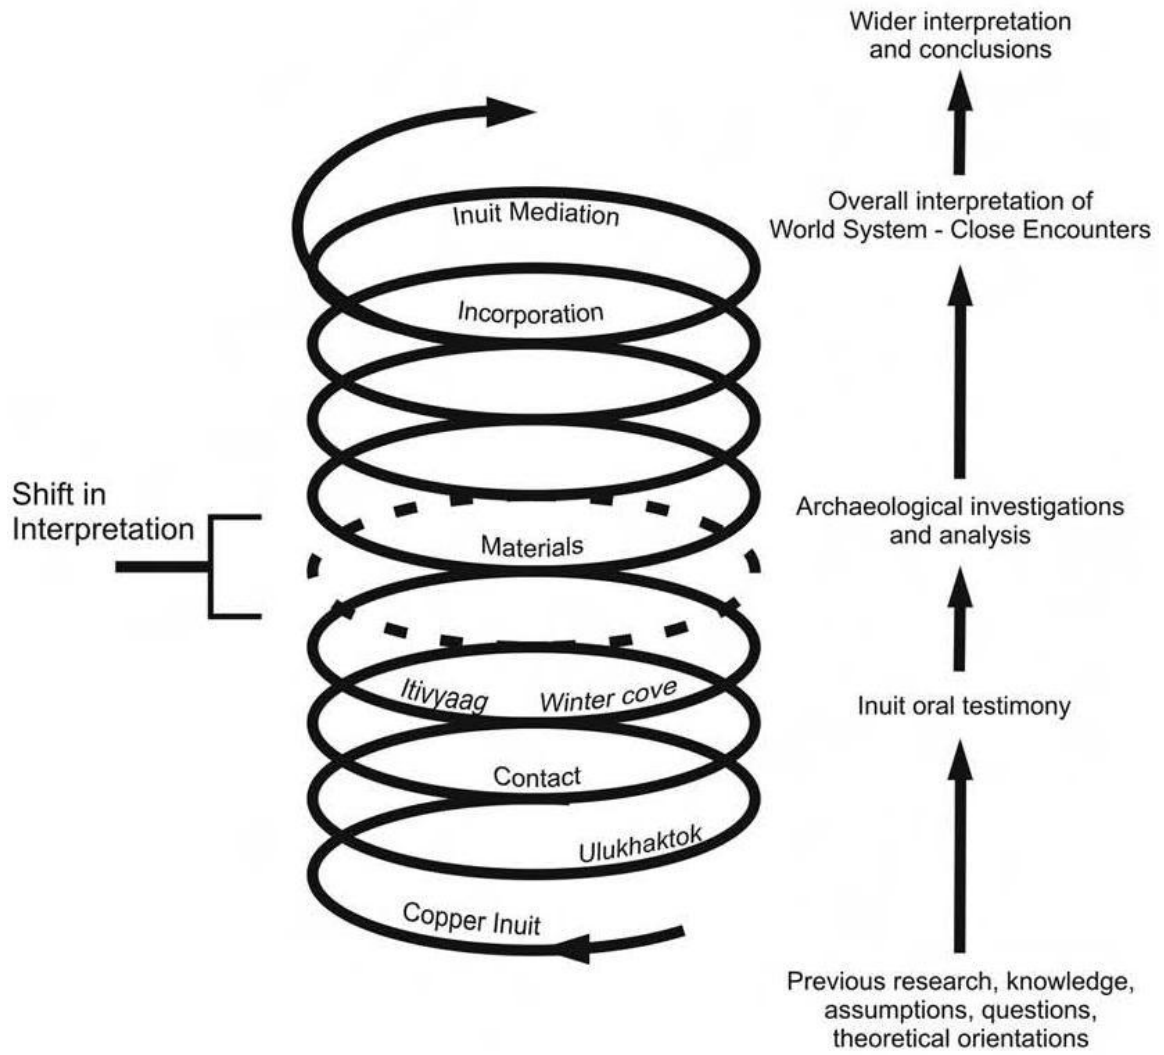 Wider interpretation
and conclusions
Inuit Mediation
Overall interpretation of
World System - Close Encounters
Incorporation
Shift in
Interpretation
Materials
Archaeological investigations
and analysis
Itivyaag
Winter cove
Inuit oral testimony
Contact
Ulukhaktok
Copper Inuit
Previous research, knowledge,
assumptions, questions,
theoretical orientations